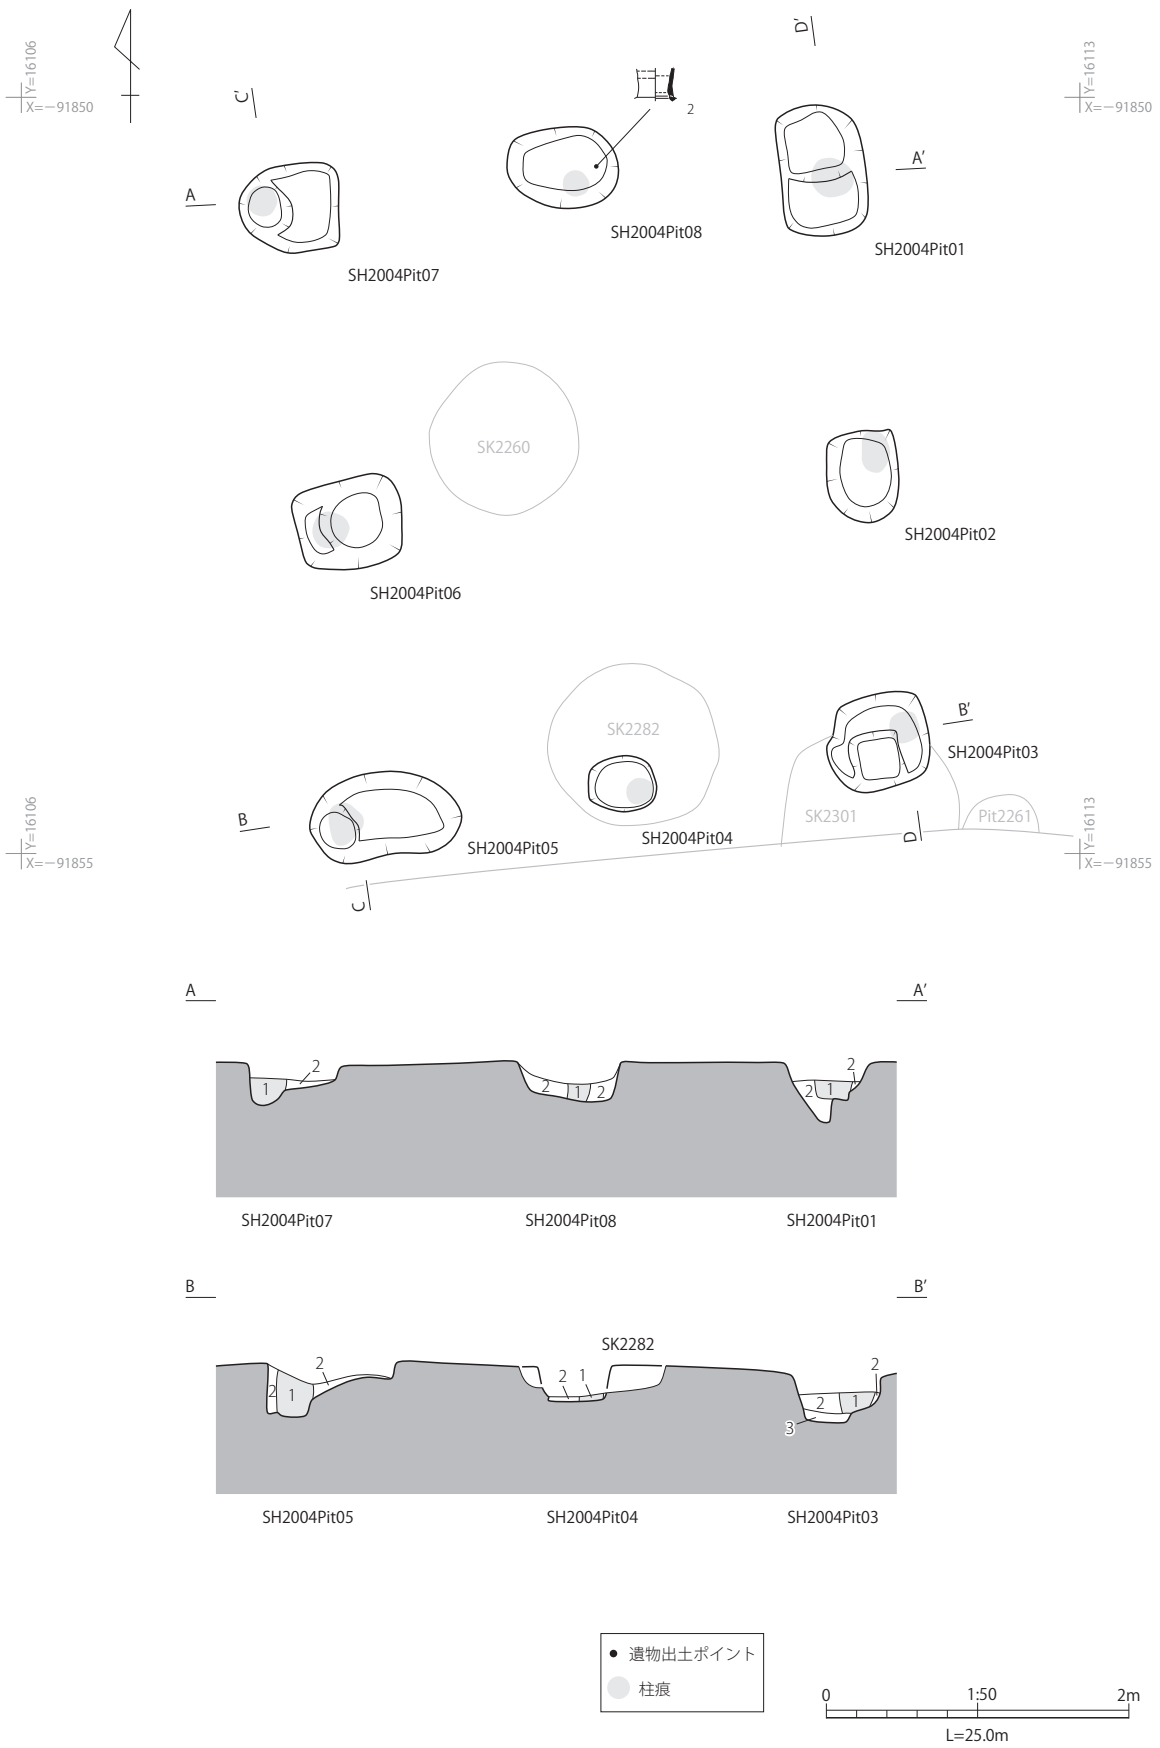 D′
Y=16106
X=－91850
C′
2
Y=16113
X=－91850
A
A′
SH2004Pit08
SH2004Pit01
SH2004Pit07
SK2260
SH2004Pit02
SH2004Pit06
SK2282
B′
SH2004Pit03
B
SK2301
Pit2261
D
SH2004Pit04
SH2004Pit05
Y=16106
X=－91855
Y=16113
X=－91855
C
A
A′
2
1
2
1
2
2
1
2
SH2004Pit07
SH2004Pit08
SH2004Pit01
B
B′
SK2282
2
2
1
2
1
2
2
1
3
SH2004Pit05
SH2004Pit04
SH2004Pit03
遺物出土ポイント
柱痕
0
1:50
2m
L=25.0m